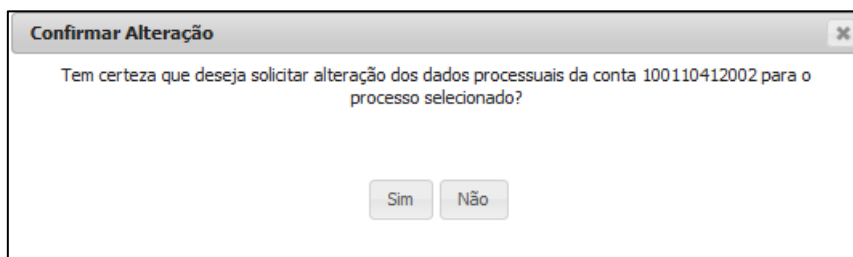 Confirmar Alteração
Tem certeza que deseja solicitar alteração dos dados processuais da conta 100110412002 para o
processo selecionado?
Sim Não